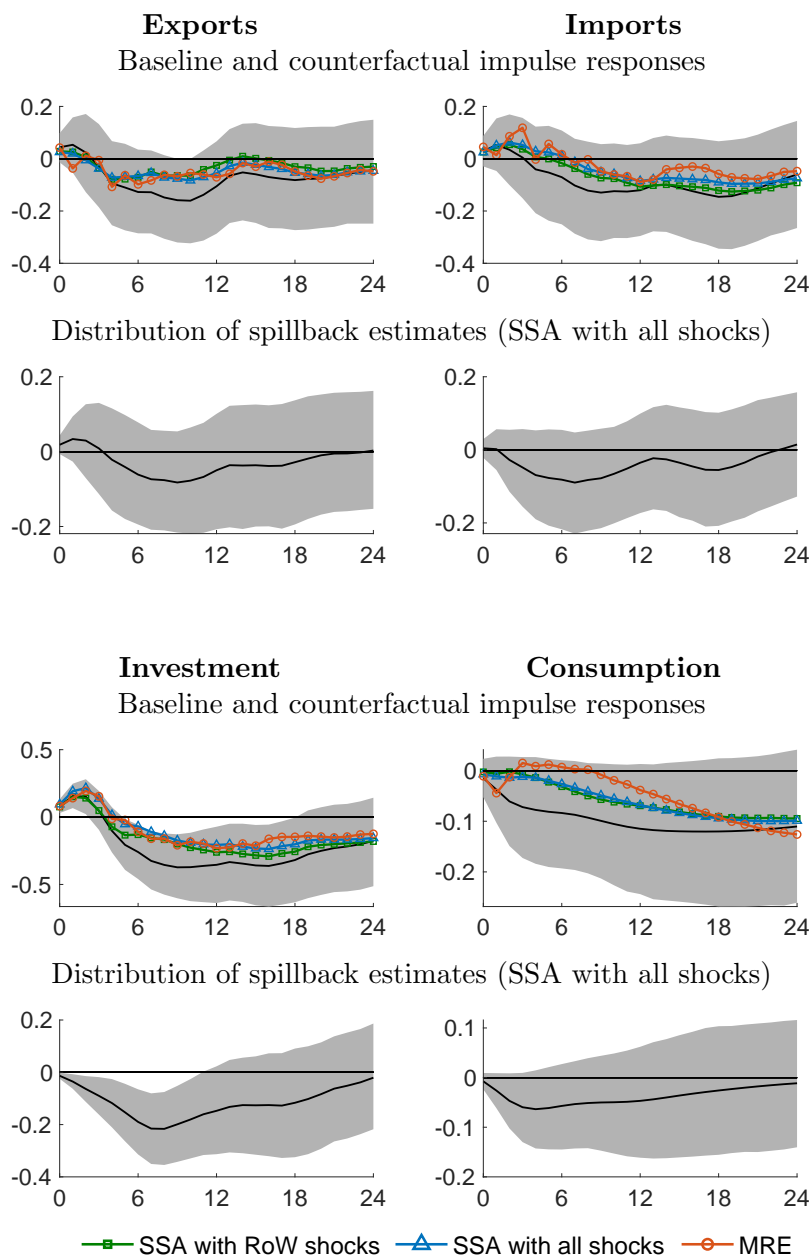 Exports Imports
Baseline and counterfactual impulse responses
0.2 0.2
0 0
-0.2 -0.2
-0.4 -0.4
0 6 12 18 24 0 6 12 18 24
Distribution of spillback estimates (SSA with all shocks)
0.2 0.2
0 0
-0.2 -0.2
0 6 12 18 24 0 6 12 18 24
Investment Consumption
Baseline and counterfactual impulse responses
0.5
0 0
-0.1
-0.5 -0.2
0 6 12 18 24 0 6 12 18 24
Distribution of spillback estimates (SSA with all shocks)
0.2 0.1
0 0
-0.2 -0.1
-0.4 -0.2
0 6 12 18 24 0 6 12 18 24
SSA with RoW shocks SSA with all shocks MRE